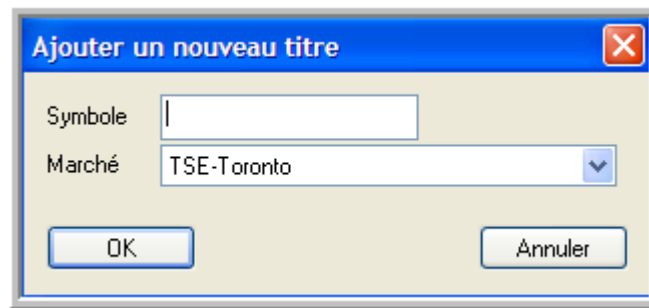 Ajouter un nouveau titre
Symbole
Marché TSE-Toronto
OK Annuler